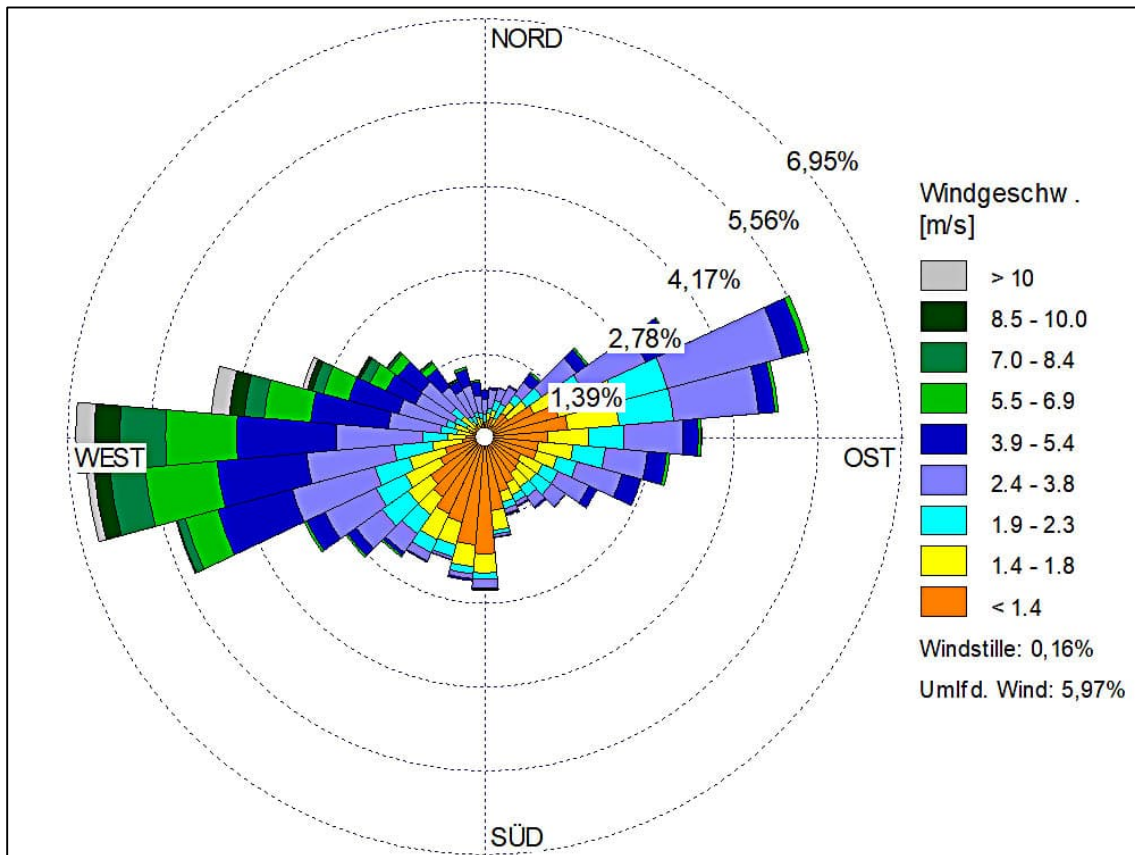 NORD
6,95%
5,56%
4,17%
2,78%
1,39%
WEST
OST
SÜD
Windgeschw .
[m/s]
> 10
8.5 - 10.0
7.0 - 8.4
5.5 - 6.9
3.9 - 5.4
2.4 - 3.8
1.9 - 2.3
1.4 - 1.8
< 1.4
Windstille: 0,16%
Umlfd. Wind: 5,97%